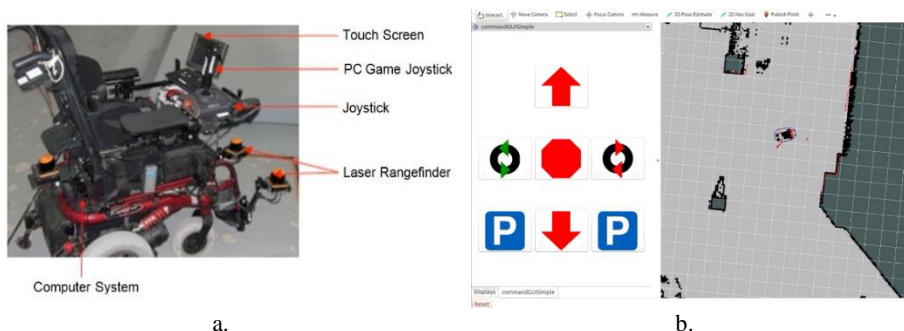 Touch Screen
PC Game Joystick
Joystick
Laser Rangefinder
Computer System
a.
Interact Move Camera Select Focus Camera Measure 2D Pose Estimate 2D Nav Goal Publish Point
commandGUISimple
P P
Displays commandGUISimple
Reset
b.